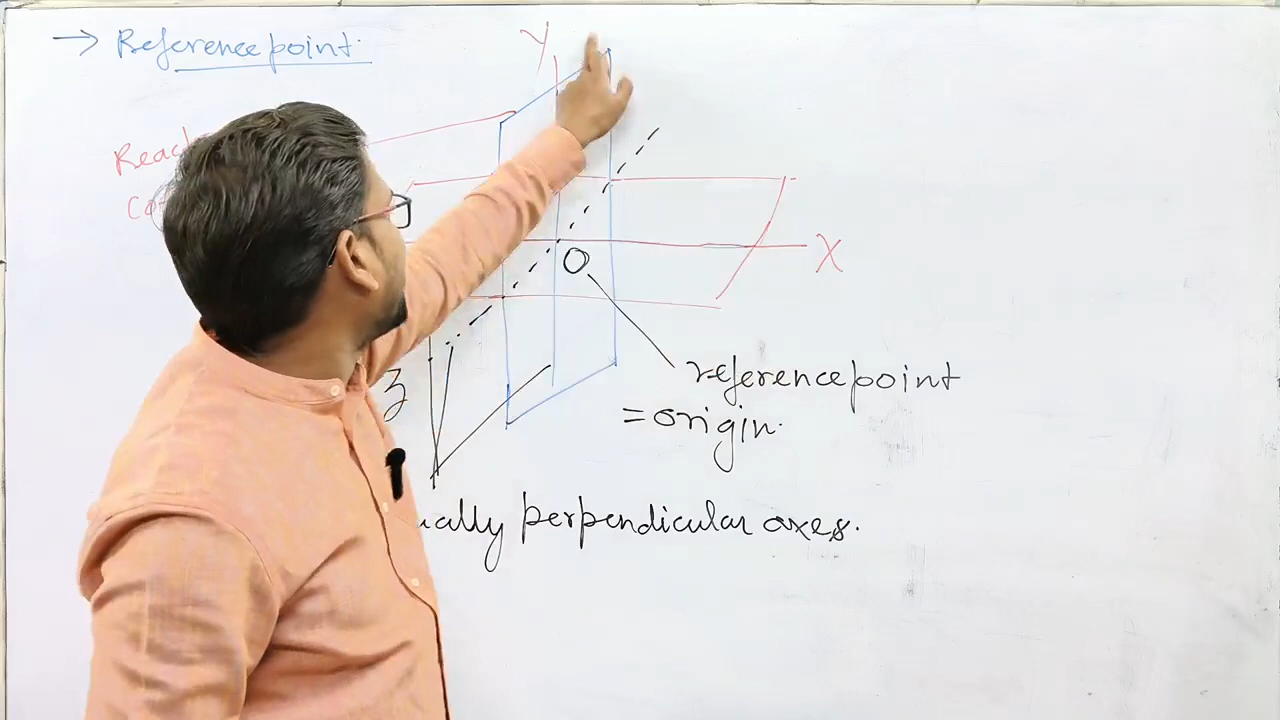 → Reference point.
Y
X
O
Z
reference point
= origin.
perpendicular axes.